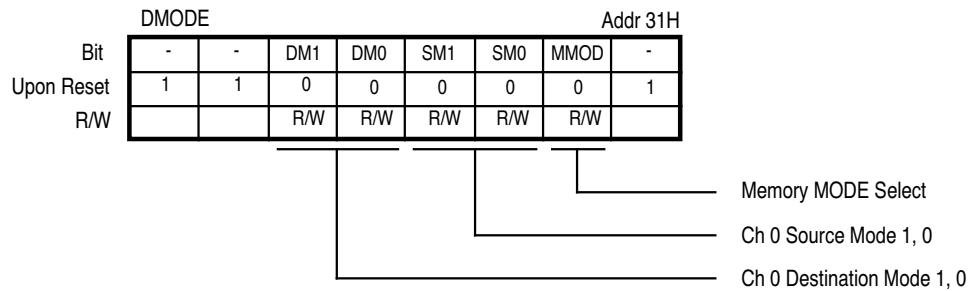 DMODE Addr 31H
Bit - - DM1 DM0 SM1 SM0 MMOD -
Upon Reset 1 1 0 0 0 0 0 1
R/W R/W R/W R/W R/W R/W
Memory MODE Select
Ch 0 Source Mode 1, 0
Ch 0 Destination Mode 1, 0